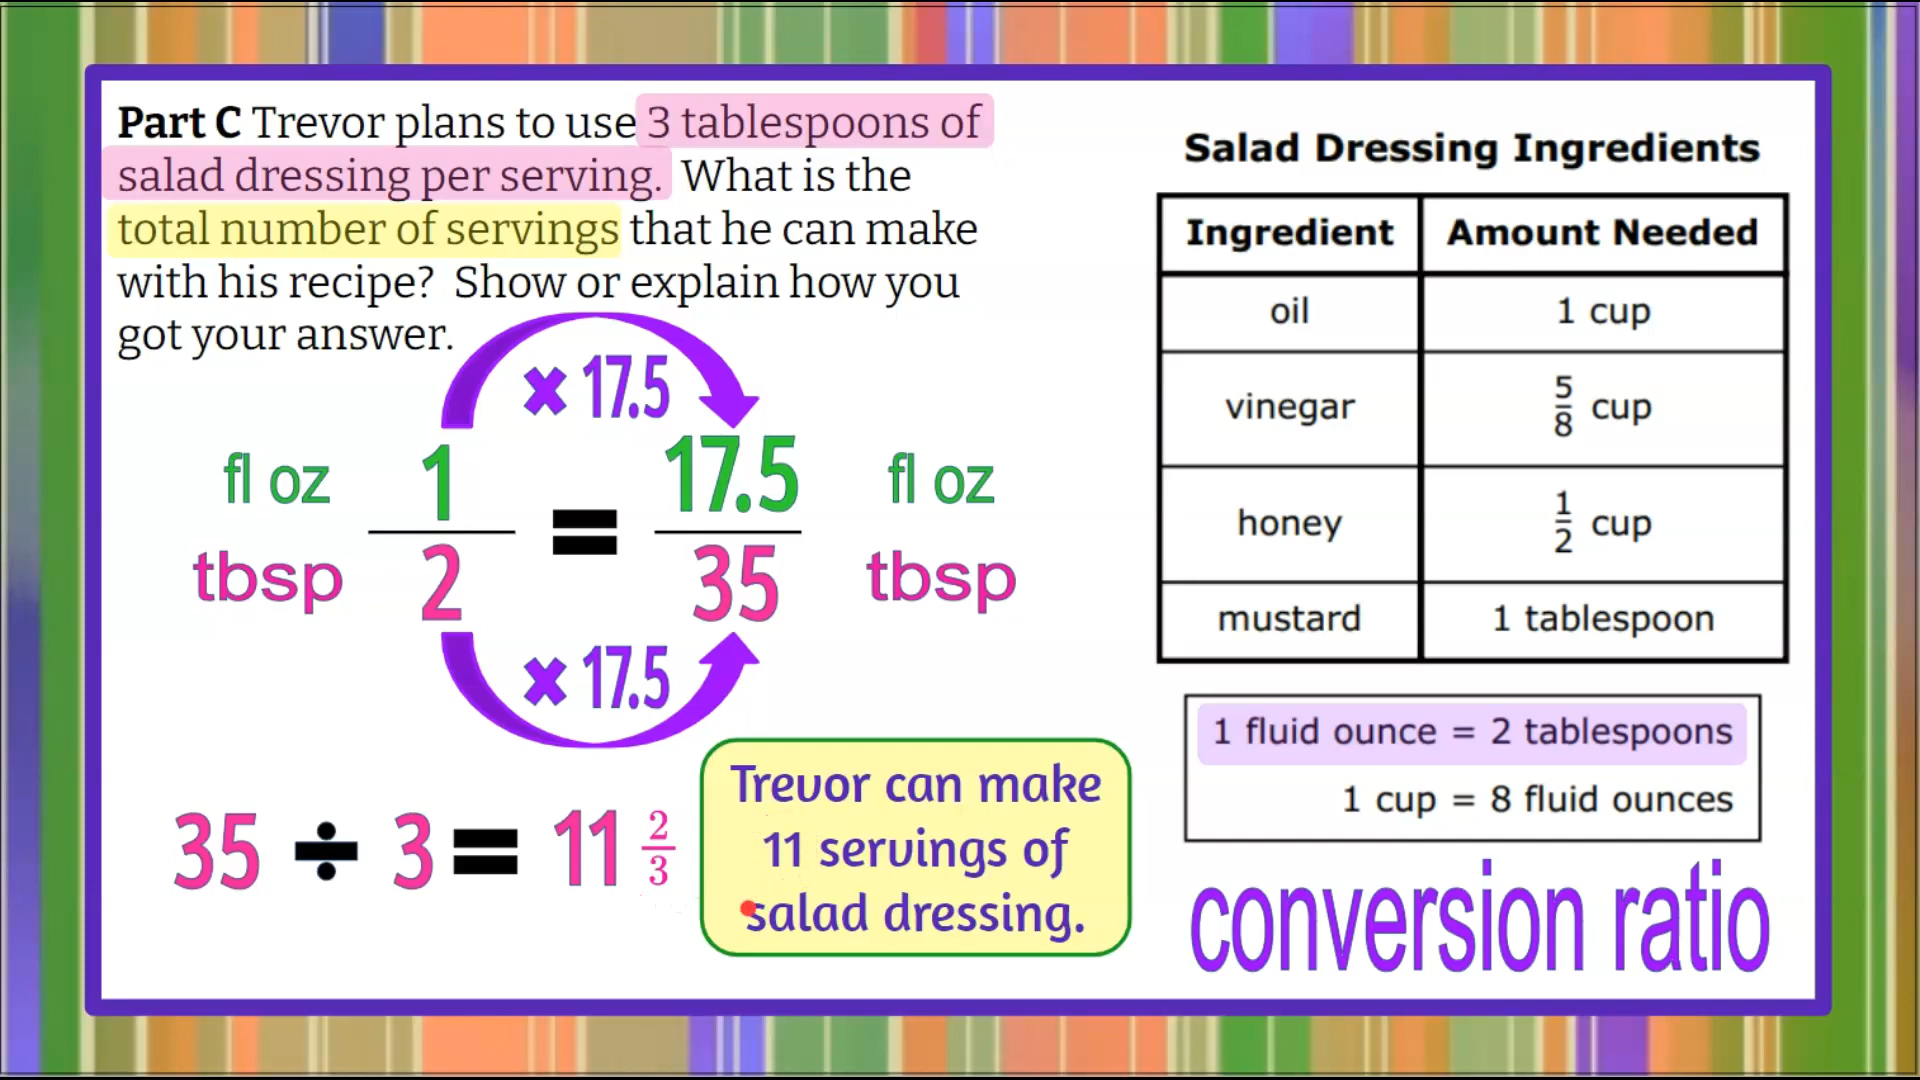 Part C Trevor plans to use 3 tablespoons of
salad dressing per serving. What is the
total number of servings that he can make
with his recipe? Show or explain how you
got your answer.
× 17.5
fl oz 1 = 17.5 fl oz
tbsp 2 35 tbsp
× 17.5
35 ÷ 3 = 11 2/3
Trevor can make
11 servings of
salad dressing.
Salad Dressing Ingredients
Ingredient Amount Needed
oil 1 cup
vinegar 5/8 cup
honey 1/2 cup
mustard 1 tablespoon
1 fluid ounce = 2 tablespoons
1 cup = 8 fluid ounces
conversion ratio